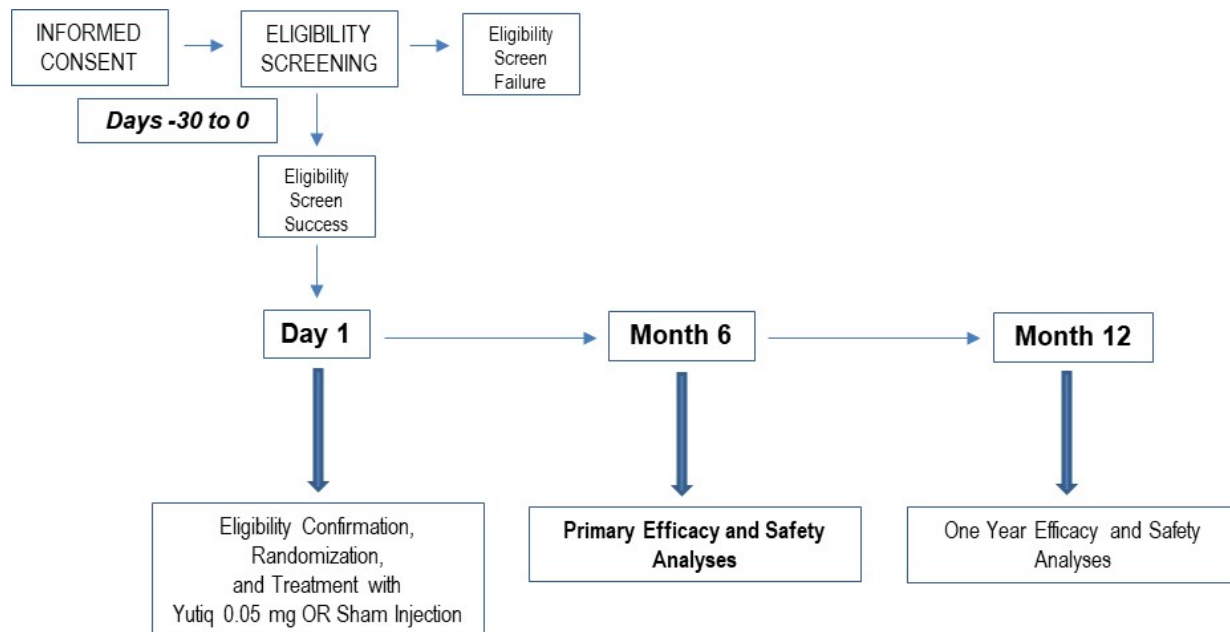 INFORMED
CONSENT
ELIGIBILITY
SCREENING
Eligibility
Screen
Failure
Days -30 to 0
Eligibility
Screen
Success
Day 1
Month 6
Month 12
Eligibility Confirmation,
Randomization,
and Treatment with
Yutiq 0.05 mg OR Sham Injection
Primary Efficacy and Safety
Analyses
One Year Efficacy and Safety
Analyses